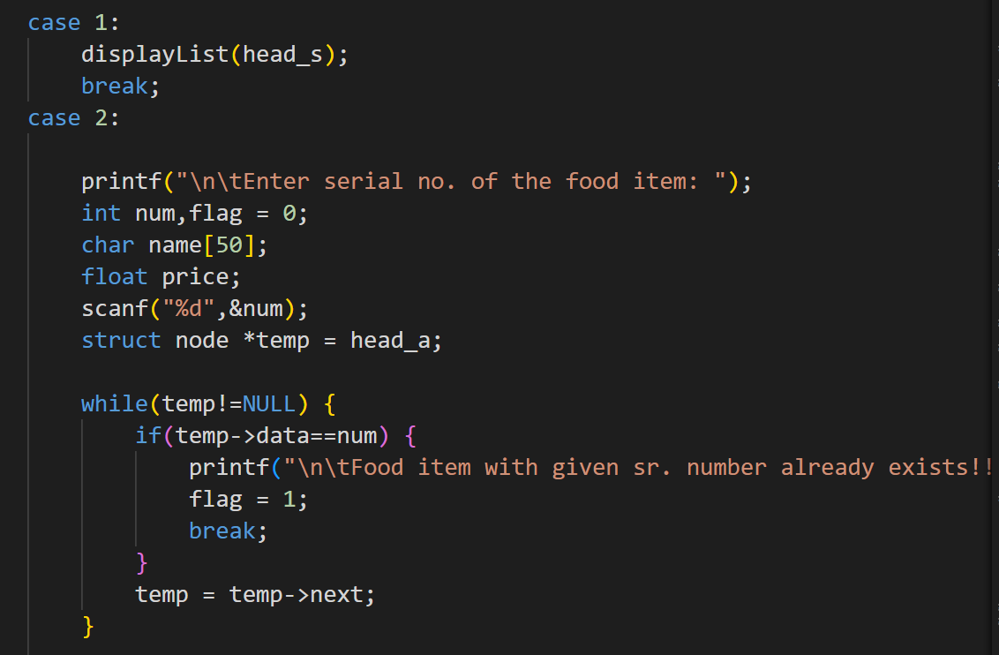 case 1:
displayList(head_s);
break;
case 2:
printf("\n\tEnter serial no. of the food item: ");
int num,flag = 0;
char name[50];
float price;
scanf("%d",&num);
struct node *temp = head_a;
while(temp!=NULL) {
if(temp->data==num) {
printf("\n\tFood item with given sr. number already exists!!
flag = 1;
break;
}
temp = temp->next;
}